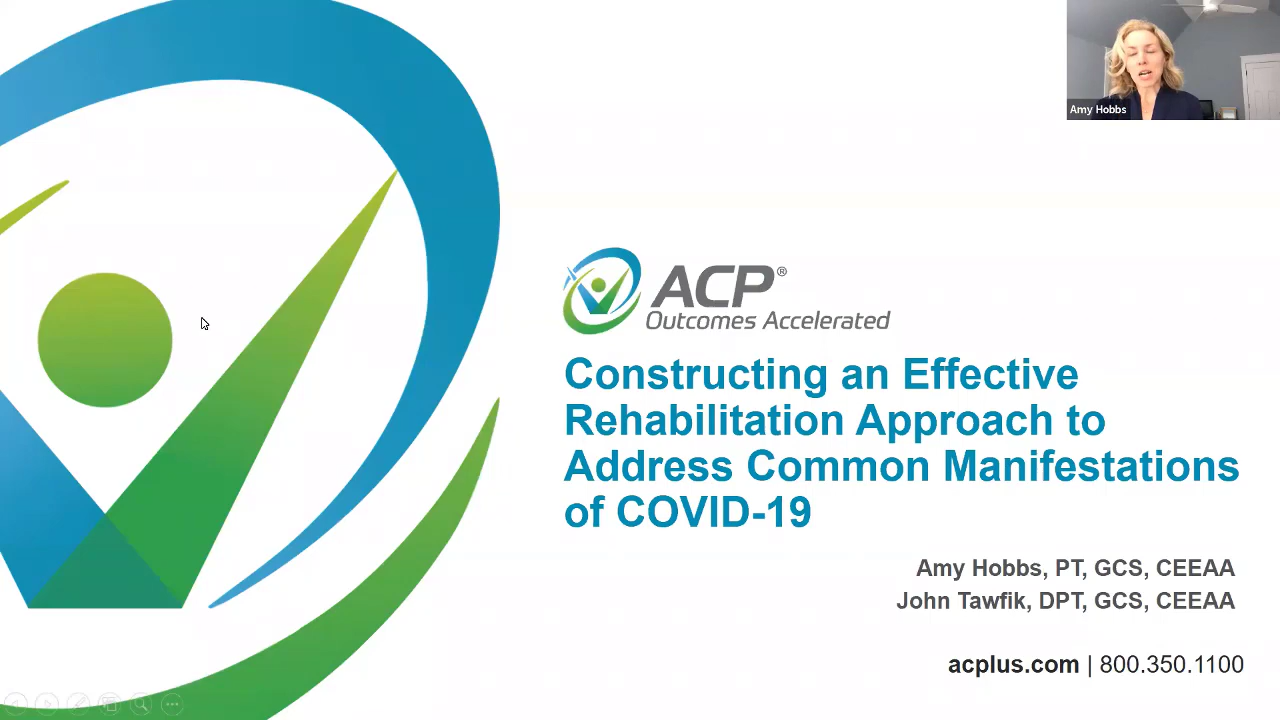 Amy Hobbs
ACP®
Outcomes Accelerated
Constructing an Effective
Rehabilitation Approach to
Address Common Manifestations
of COVID-19
Amy Hobbs, PT, GCS, CEEAA
John Tawfik, DPT, GCS, CEEAA
acplus.com | 800.350.1100